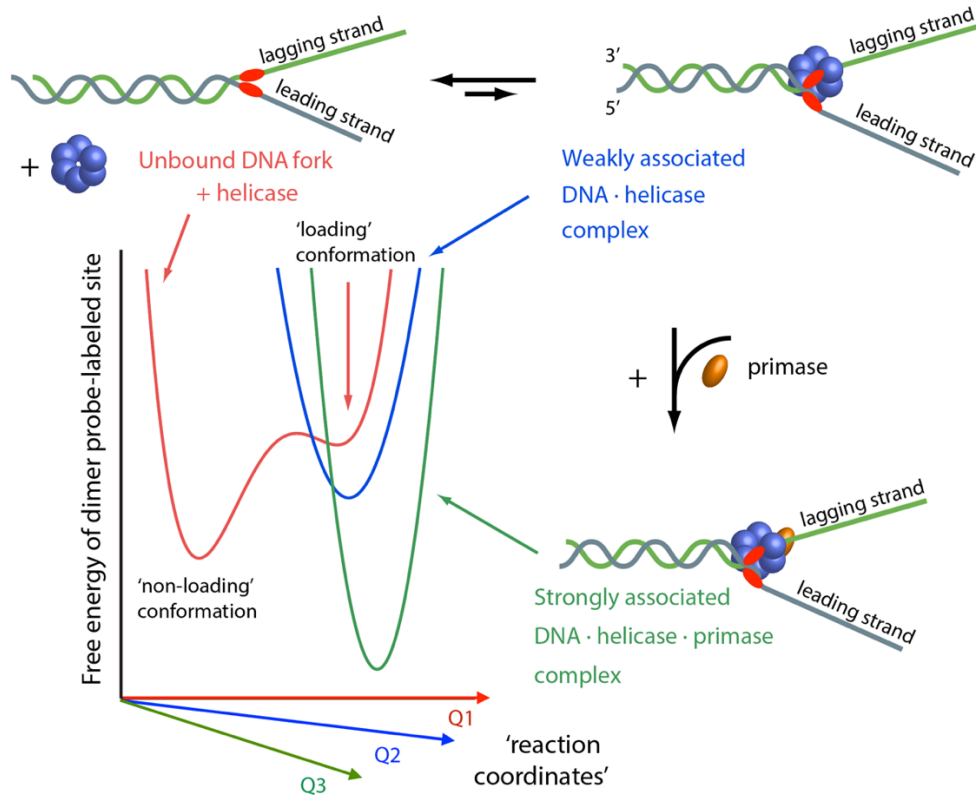 lagging strand
leading strand
+
Unbound DNA fork
+ helicase
3′
5′
lagging strand
leading strand
Weakly associated
DNA · helicase
complex
'loading'
conformation
Free energy of dimer probe-labeled site
'non-loading'
conformation
+
primase
lagging strand
leading strand
Strongly associated
DNA · helicase · primase
complex
Q1
Q2
Q3
'reaction
coordinates'